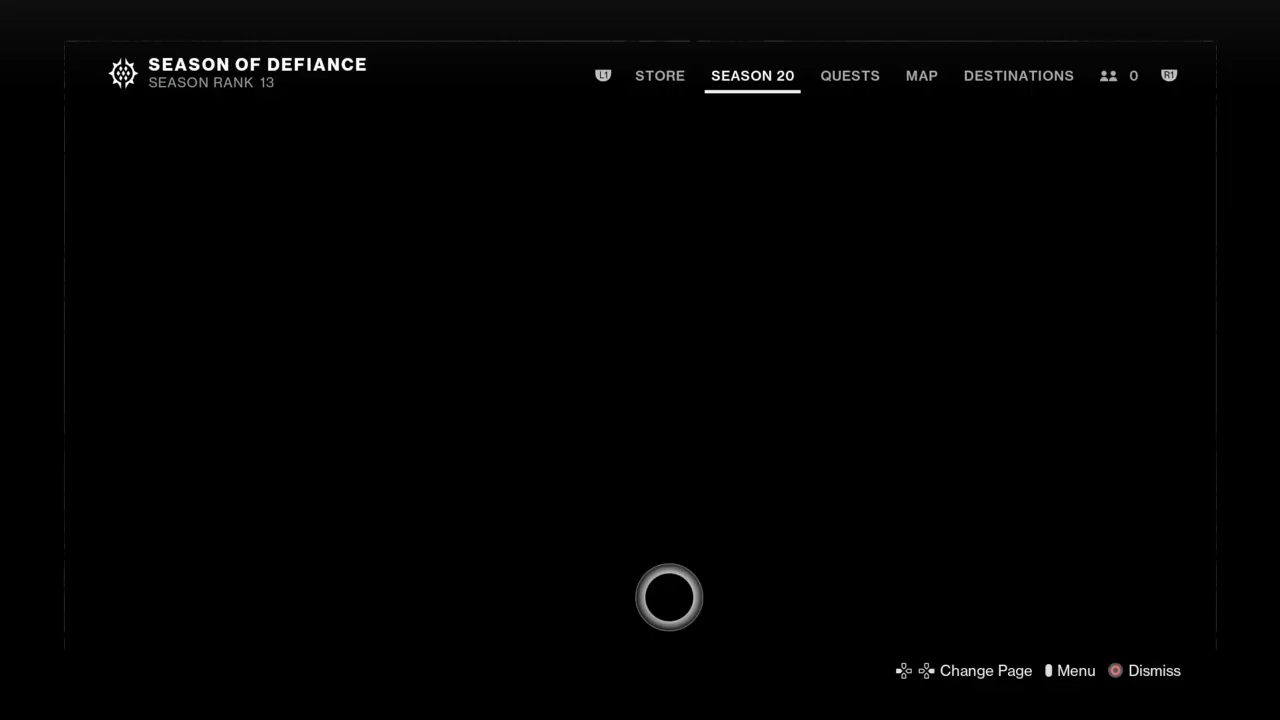 SEASON OF DEFIANCE
SEASON RANK 13
L1 STORE SEASON 20 QUESTS MAP DESTINATIONS 0 R1
Change Page Menu Dismiss